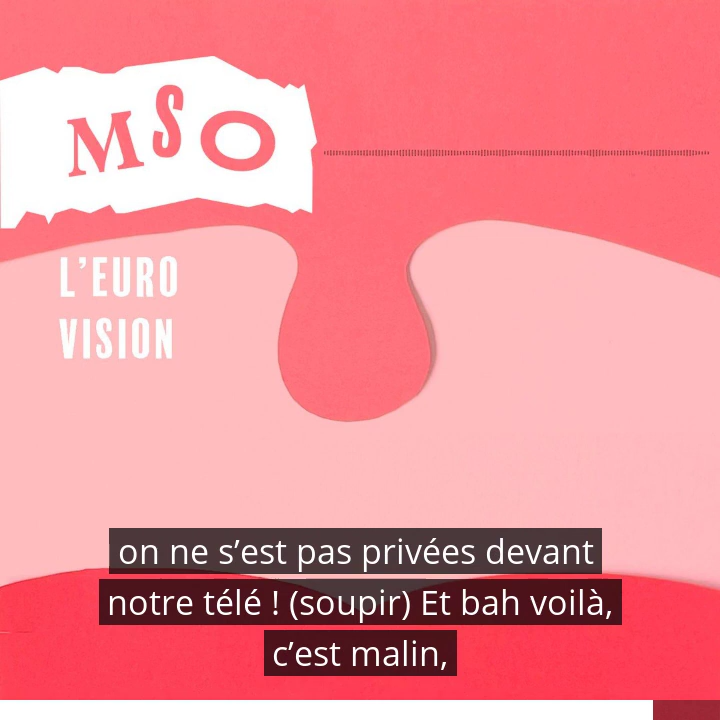 MSO
L’EURO
VISION
on ne s’est pas privées devant
notre télé ! (soupir) Et bah voilà,
c’est malin,